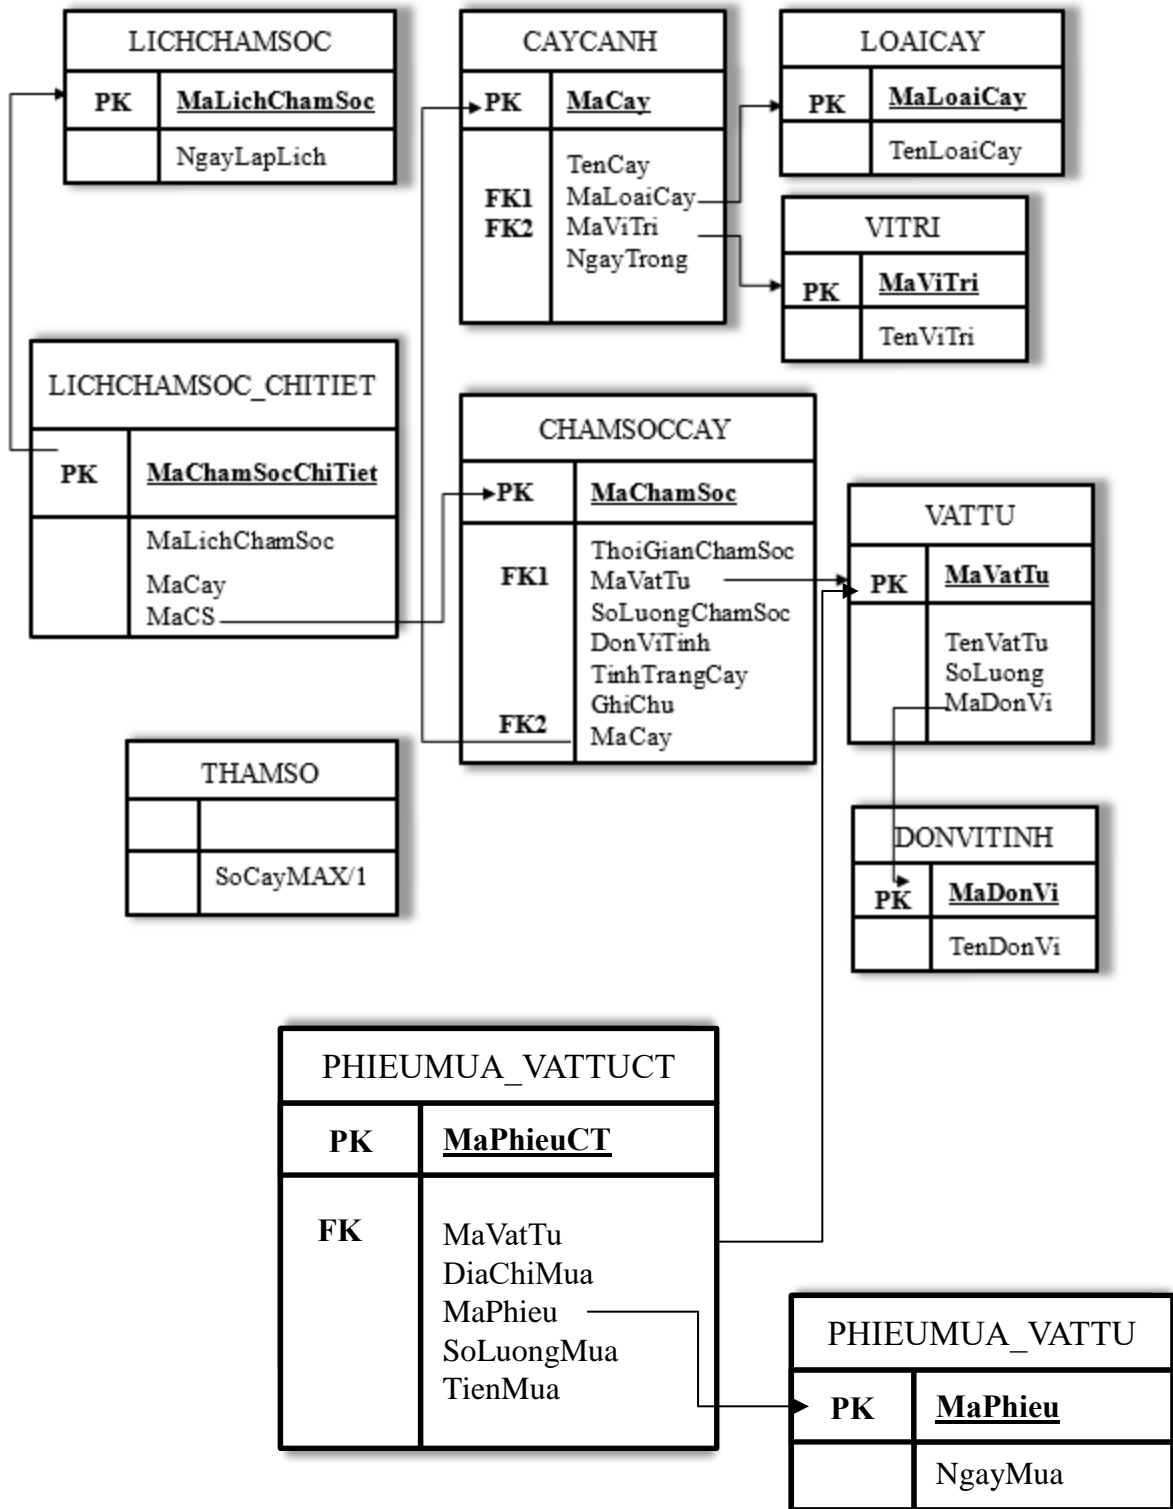 LICHCHAMSOC
PK MaLichChamSoc
NgayLapLich
CAYCANH
PK MaCay
TenCay
FK1 MaLoaiCay
FK2 MaViTri
NgayTrong
LOAICAY
PK MaLoaiCay
TenLoaiCay
VITRI
PK MaViTri
TenViTri
LICHCHAMSOC_CHITIET
PK MaChamSocChiTiet
MaLichChamSoc
MaCay
MaCS
CHAMSOCCAY
PK MaChamSoc
ThoiGianChamSoc
FK1 MaVatTu
SoLuongChamSoc
DonViTinh
TinhTrangCay
GhiChu
FK2 MaCay
VATTU
PK MaVatTu
TenVatTu
SoLuong
MaDonVi
THAMSO
SoCayMAX/1
DONVITINH
PK MaDonVi
TenDonVi
PHIEUMUA_VATTUCT
PK MaPhieuCT
FK MaVatTu
DiaChiMua
MaPhieu
SoLuongMua
TienMua
PHIEUMUA_VATTU
PK MaPhieu
NgayMua